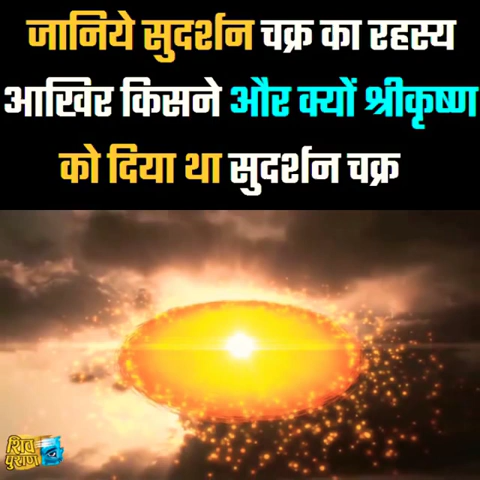 जानिये सुदर्शन चक्र का रहस्य
आखिर किसने और क्यों श्रीकृष्ण
को दिया था सुदर्शन चक्र
शिव
पुराण